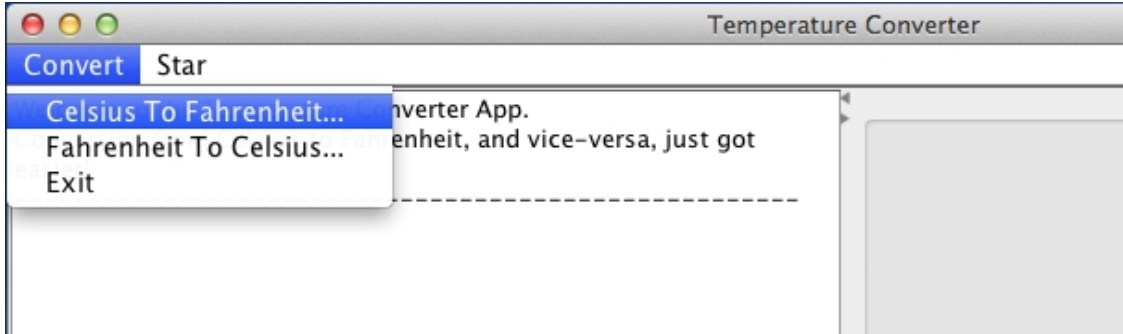 Temperature Converter
Convert Star
Celsius To Fahrenheit...
Fahrenheit To Celsius...
Exit
nverter App.
enheit, and vice-versa, just got